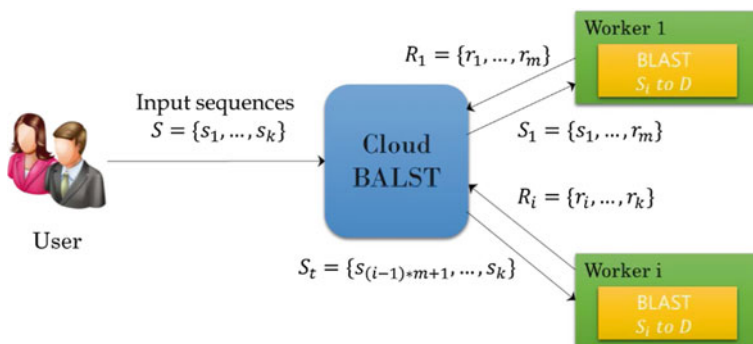 Input sequences
S = {s₁, ..., sₖ}
User
Cloud
BALST
R₁ = {r₁, ..., rₘ}
S₁ = {s₁, ..., rₘ}
Rᵢ = {rᵢ, ..., rₖ}
Sₜ = {s₍ᵢ₋₁₎*ₘ₊₁, ..., sₖ}
Worker 1
BLAST
Sᵢ to D
Worker i
BLAST
Sᵢ to D